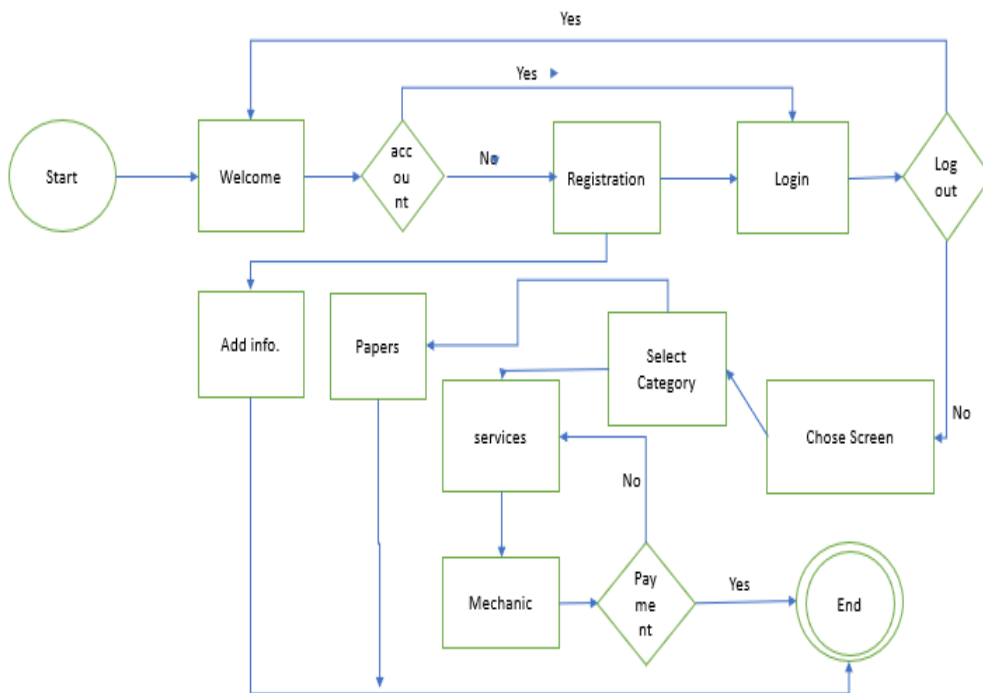 Yes
Yes
Start
Welcome
acc
ou
nt
No
Registration
Login
Log
out
Add info.
Papers
Select
Category
services
Chose Screen
No
No
Mechanic
Pay
me
nt
Yes
End